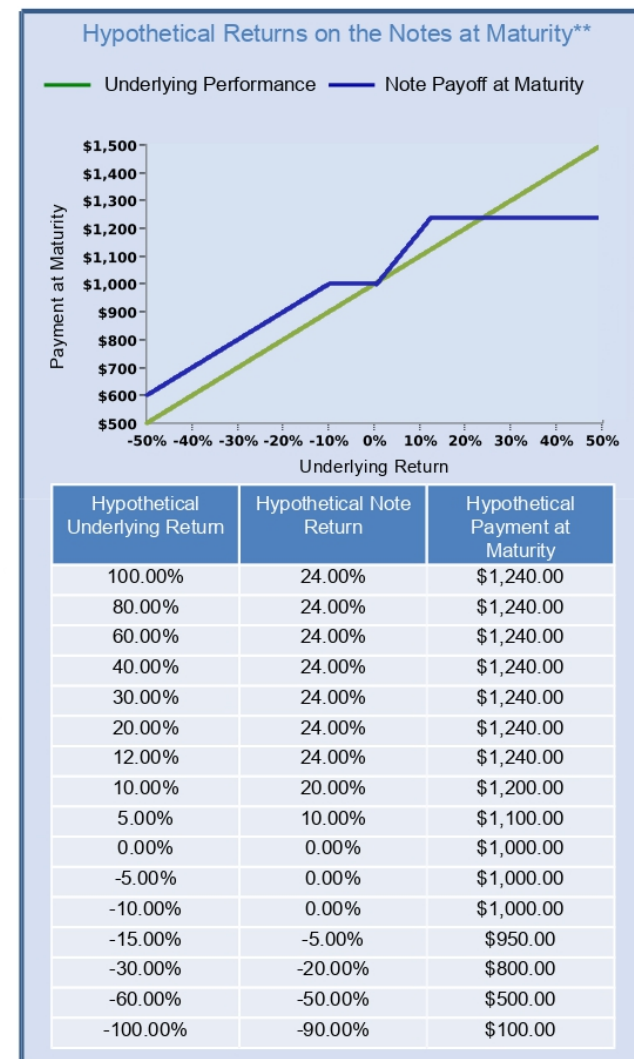 Hypothetical Returns on the Notes at Maturity**
Underlying Performance Note Payoff at Maturity
Payment at Maturity
$1,500
$1,400
$1,300
$1,200
$1,100
$1,000
$900
$800
$700
$600
$500
-50% -40% -30% -20% -10% 0% 10% 20% 30% 40% 50%
Underlying Return
Hypothetical Underlying Return Hypothetical Note Return Hypothetical Payment at Maturity
100.00% 24.00% $1,240.00
80.00% 24.00% $1,240.00
60.00% 24.00% $1,240.00
40.00% 24.00% $1,240.00
30.00% 24.00% $1,240.00
20.00% 24.00% $1,240.00
12.00% 24.00% $1,240.00
10.00% 20.00% $1,200.00
5.00% 10.00% $1,100.00
0.00% 0.00% $1,000.00
-5.00% 0.00% $1,000.00
-10.00% 0.00% $1,000.00
-15.00% -5.00% $950.00
-30.00% -20.00% $800.00
-60.00% -50.00% $500.00
-100.00% -90.00% $100.00